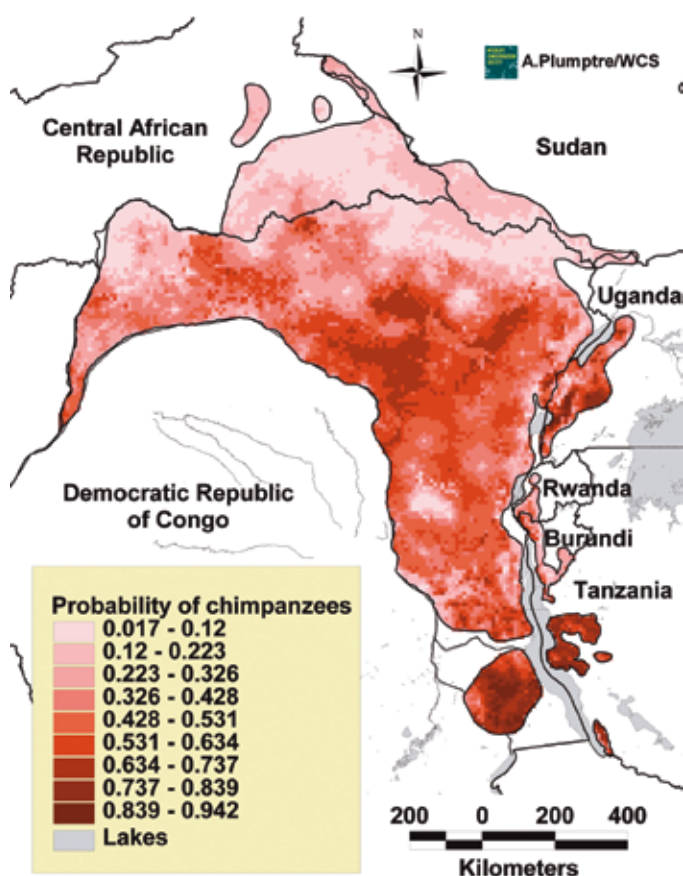 N
A.Plumptre/WCS
Central African
Republic
Sudan
Uganda
Democratic Republic
of Congo
Rwanda
Burundi
Tanzania
Probability of chimpanzees
0.017 - 0.12
0.12 - 0.223
0.223 - 0.326
0.326 - 0.428
0.428 - 0.531
0.531 - 0.634
0.634 - 0.737
0.737 - 0.839
0.839 - 0.942
Lakes
200 0 200 400
Kilometers